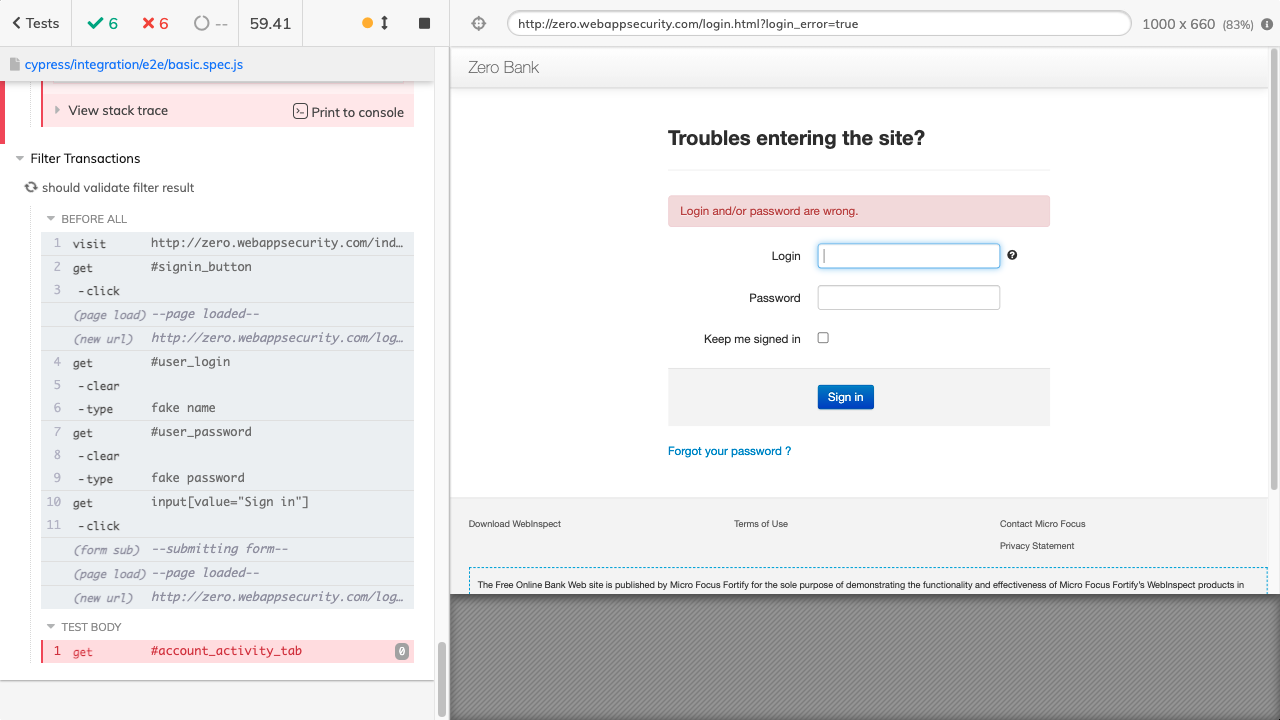 Tests
6
6
--
59.41
http://zero.webappsecurity.com/login.html?login_error=true
1000 x 660 (83%)
cypress/integration/e2e/basic.spec.js
View stack trace
Print to console
Filter Transactions
should validate filter result
BEFORE ALL
1 visit http://zero.webappsecurity.com/ind…
2 get #signin_button
3 -click
(page load) --page loaded--
(new url) http://zero.webappsecurity.com/log…
4 get #user_login
5 -clear
6 -type fake name
7 get #user_password
8 -clear
9 -type fake password
10 get input[value="Sign in"]
11 -click
(form sub) --submitting form--
(page load) --page loaded--
(new url) http://zero.webappsecurity.com/log…
TEST BODY
1 get #account_activity_tab 0
Zero Bank
Troubles entering the site?
Login and/or password are wrong.
Login
Password
Keep me signed in
Sign in
Forgot your password ?
Download WebInspect
Terms of Use
Contact Micro Focus
Privacy Statement
The Free Online Bank Web site is published by Micro Focus Fortify for the sole purpose of demonstrating the functionality and effectiveness of Micro Focus Fortify's WebInspect products in